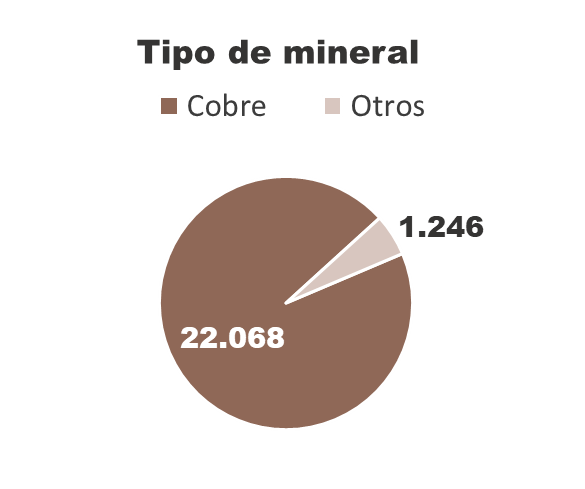 Tipo de mineral
Cobre Otros
1.246
22.068